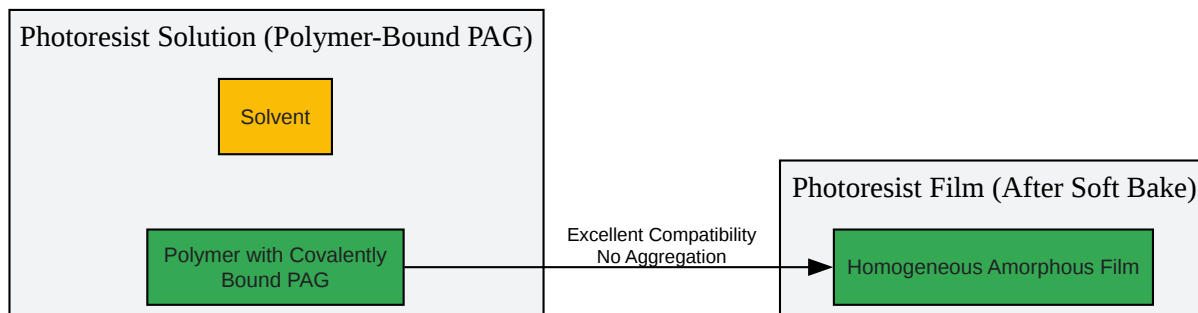 Photoresist Solution (Polymer-Bound PAG)
Solvent
Polymer with Covalently
Bound PAG
Excellent Compatibility
No Aggregation
Photoresist Film (After Soft Bake)
Homogeneous Amorphous Film